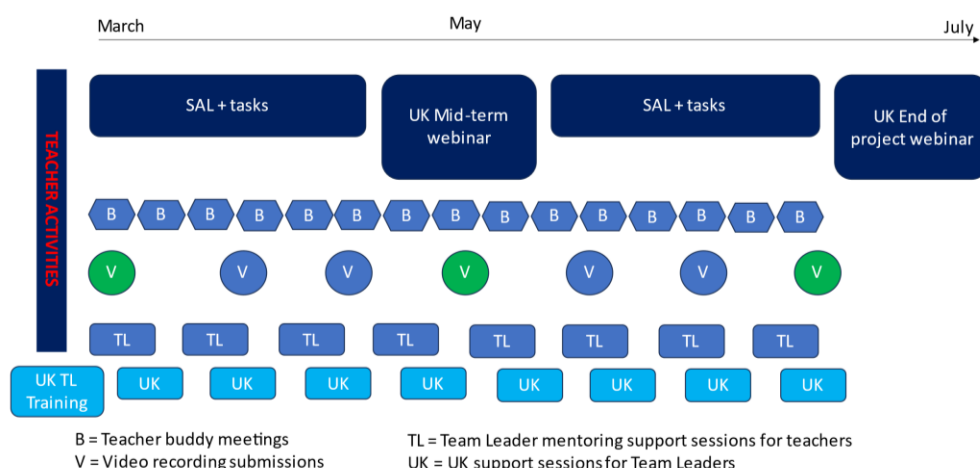 March
May
July
TEACHER ACTIVITIES
SAL + tasks
UK Mid-term
webinar
SAL + tasks
UK End of
project webinar
B B B B B B B B B B B B B B B
V V V V V V V
TL TL TL TL TL TL TL TL
UK TL
Training
UK UK UK UK UK UK UK UK
B = Teacher buddy meetings
TL = Team Leader mentoring support sessions for teachers
V = Video recording submissions
UK = UK support sessions for Team Leaders